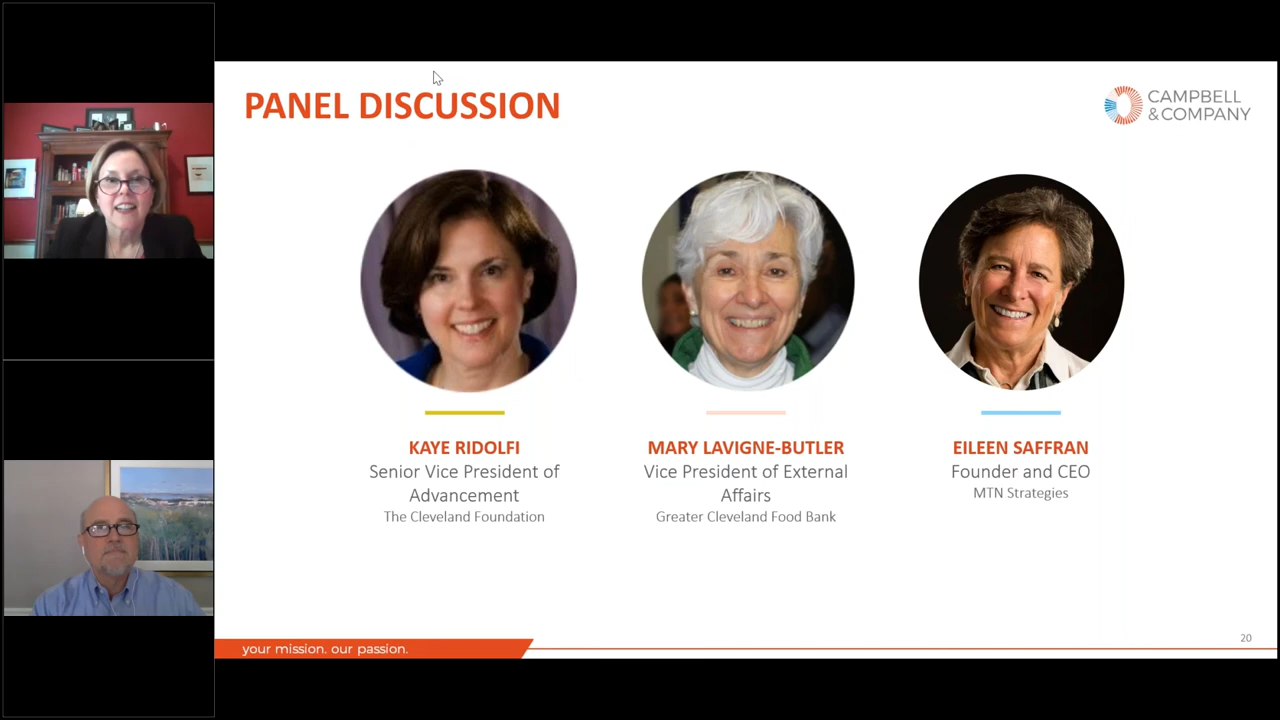 PANEL DISCUSSION
CAMPBELL
& COMPANY
KAYE RIDOLFI
Senior Vice President of
Advancement
The Cleveland Foundation
MARY LAVIGNE-BUTLER
Vice President of External
Affairs
Greater Cleveland Food Bank
EILEEN SAFFRAN
Founder and CEO
MTN Strategies
your mission. our passion.
20